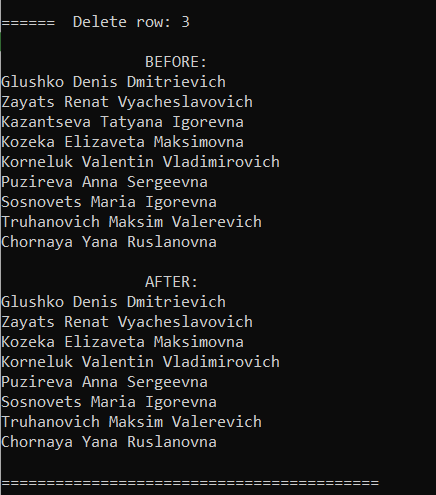 ======  Delete row: 3
BEFORE:
Glushko Denis Dmitrievich
Zayats Renat Vyacheslavovich
Kazantseva Tatyana Igorevna
Kozeka Elizaveta Maksimovna
Korneluk Valentin Vladimirovich
Puzireva Anna Sergeevna
Sosnovets Maria Igorevna
Truhanovich Maksim Valerevich
Chornaya Yana Ruslanovna
AFTER:
Glushko Denis Dmitrievich
Zayats Renat Vyacheslavovich
Kozeka Elizaveta Maksimovna
Korneluk Valentin Vladimirovich
Puzireva Anna Sergeevna
Sosnovets Maria Igorevna
Truhanovich Maksim Valerevich
Chornaya Yana Ruslanovna
==========================================